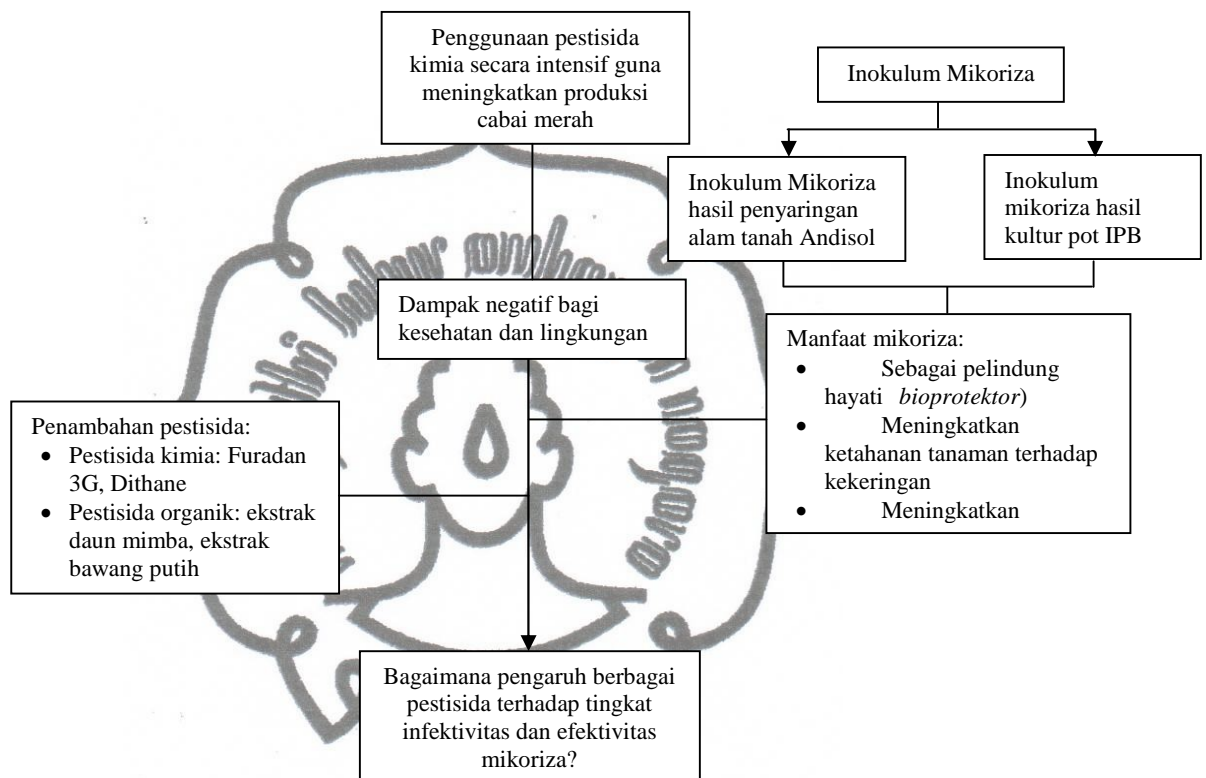 Penggunaan pestisida
kimia secara intensif guna
meningkatkan produksi
cabai merah
Inokulum Mikoriza
Inokulum Mikoriza
hasil penyaringan
alam tanah Andisol
Inokulum
mikoriza hasil
kultur pot IPB
Dampak negatif bagi
kesehatan dan lingkungan
Manfaat mikoriza:
• Sebagai pelindung
hayati bioprotektor)
• Meningkatkan
ketahanan tanaman terhadap
kekeringan
• Meningkatkan
Penambahan pestisida:
• Pestisida kimia: Furadan
3G, Dithane
• Pestisida organik: ekstrak
daun mimba, ekstrak
bawang putih
Bagaimana pengaruh berbagai
pestisida terhadap tingkat
infektivitas dan efektivitas
mikoriza?